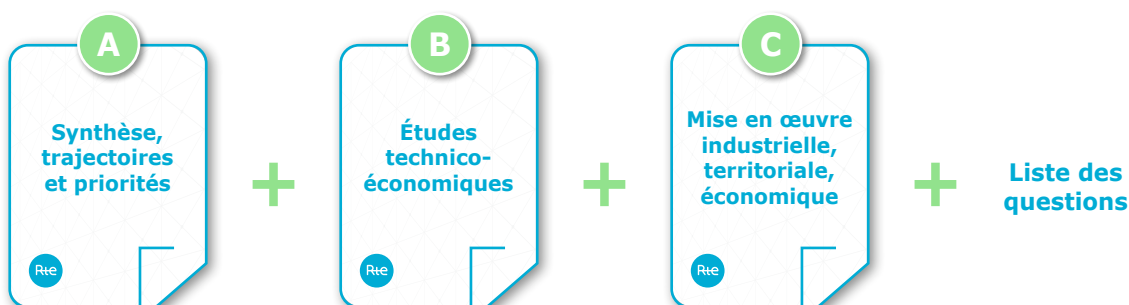 A
Synthèse,
trajectoires
et priorités
Rte
+
B
Études
technico-
économiques
Rte
+
C
Mise en œuvre
industrielle,
territoriale,
économique
Rte
+
Liste des
questions